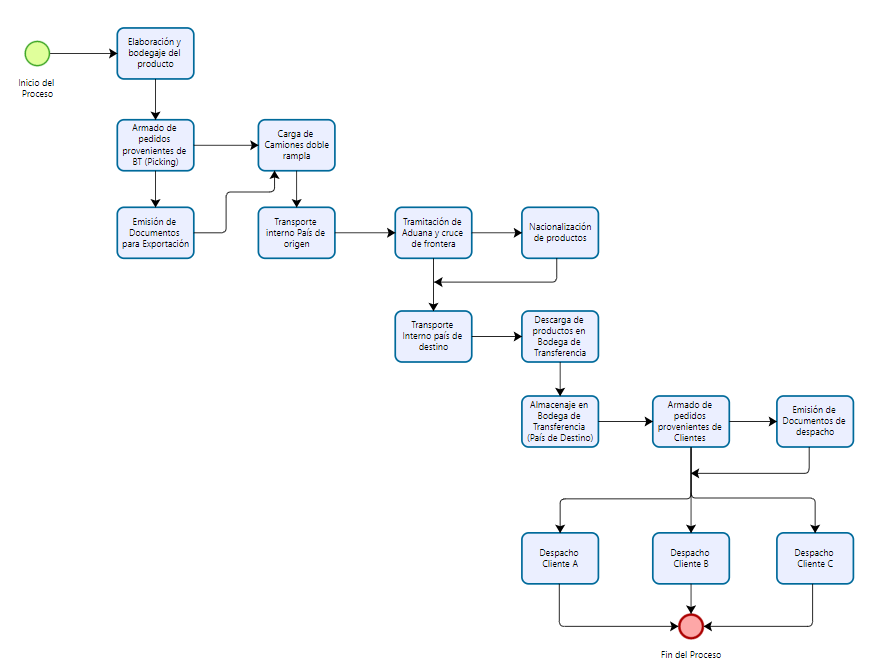 Elaboración y
bodegaje del
producto
Inicio del
Proceso
Armado de
pedidos
provenientes de
BT (Picking)
Carga de
Camiones doble
rampla
Emisión de
Documentos
para Exportación
Transporte
interno País de
origen
Tramitación de
Aduana y cruce
de frontera
Nacionalización
de productos
Transporte
Interno país de
destino
Descarga de
productos en
Bodega de
Transferencia
Almacenaje en
Bodega de
Transferencia
(País de Destino)
Armado de
pedidos
provenientes de
Clientes
Emisión de
Documentos de
despacho
Despacho
Cliente A
Despacho
Cliente B
Despacho
Cliente C
Fin del Proceso